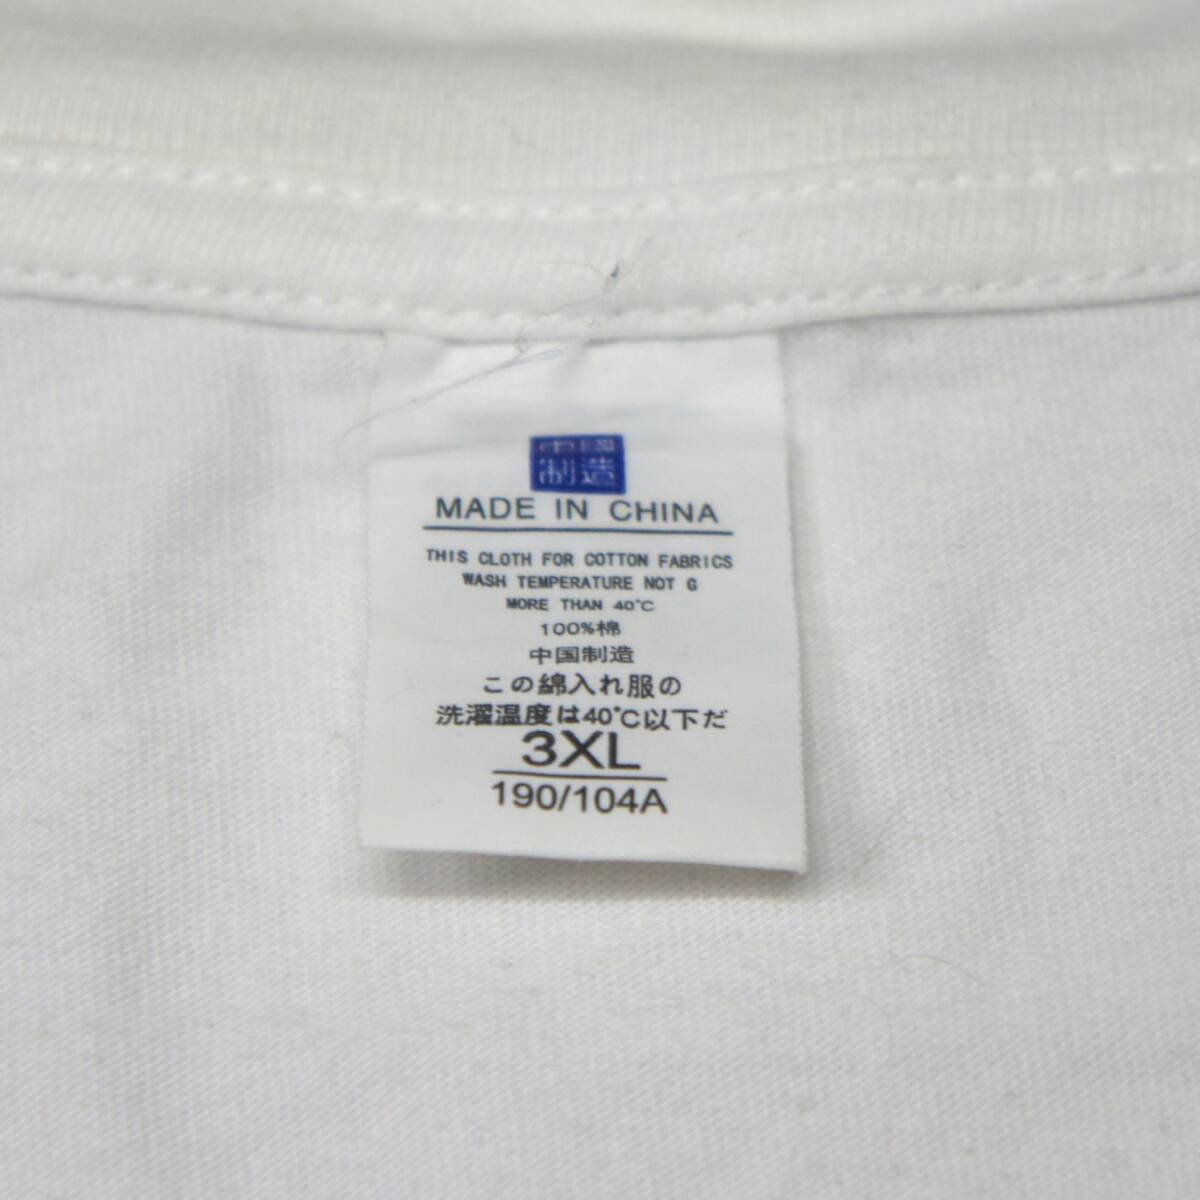 制造
MADE IN CHINA
THIS CLOTH FOR COTTON FABRICS
WASH TEMPERATURE NOT G
MORE THAN 40°C
100%棉
中国制造
この綿入れ服の
洗濯温度は40°C以下だ
3XL
190/104A